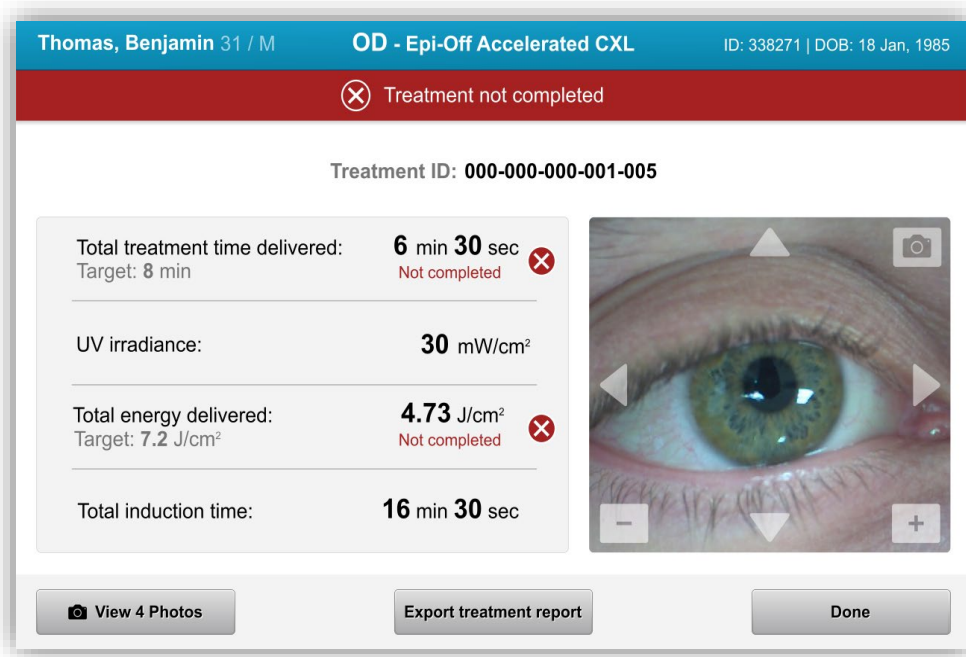 Thomas, Benjamin 31 / M OD - Epi-Off Accelerated CXL ID: 338271 | DOB: 18 Jan, 1985
Treatment not completed
Treatment ID: 000-000-000-001-005
Total treatment time delivered: 6 min 30 sec
Target: 8 min Not completed
UV irradiance: 30 mW/cm²
Total energy delivered: 4.73 J/cm²
Target: 7.2 J/cm² Not completed
Total induction time: 16 min 30 sec
View 4 Photos Export treatment report Done